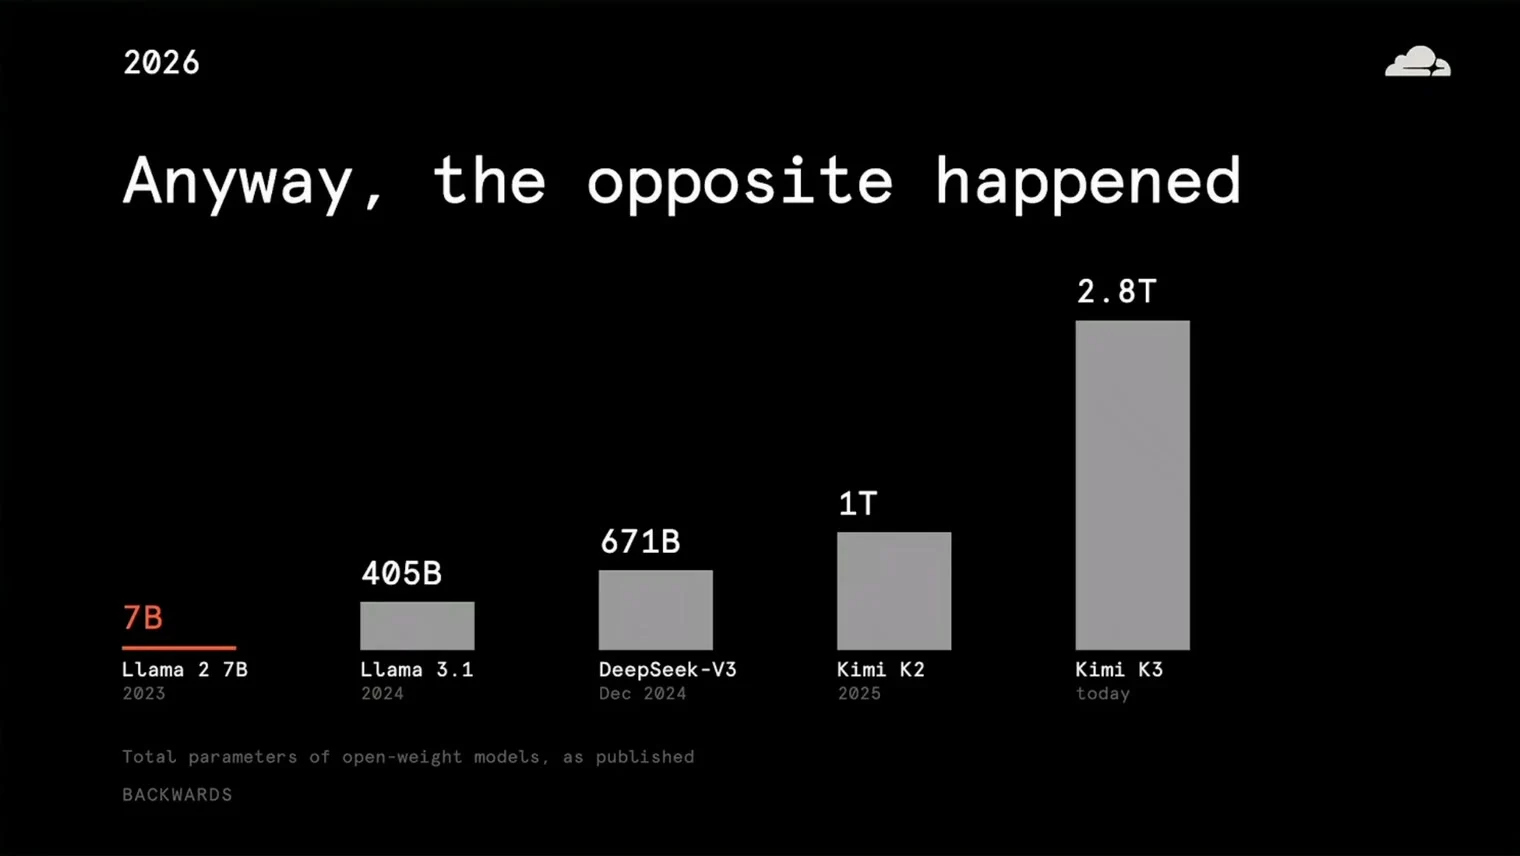 2026
Anyway, the opposite happened
7B
405B
671B
1T
2.8T
Llama 2 7B
2023
Llama 3.1
2024
DeepSeek-V3
Dec 2024
Kimi K2
2025
Kimi K3
today
Total parameters of open-weight models, as published
BACKWARDS